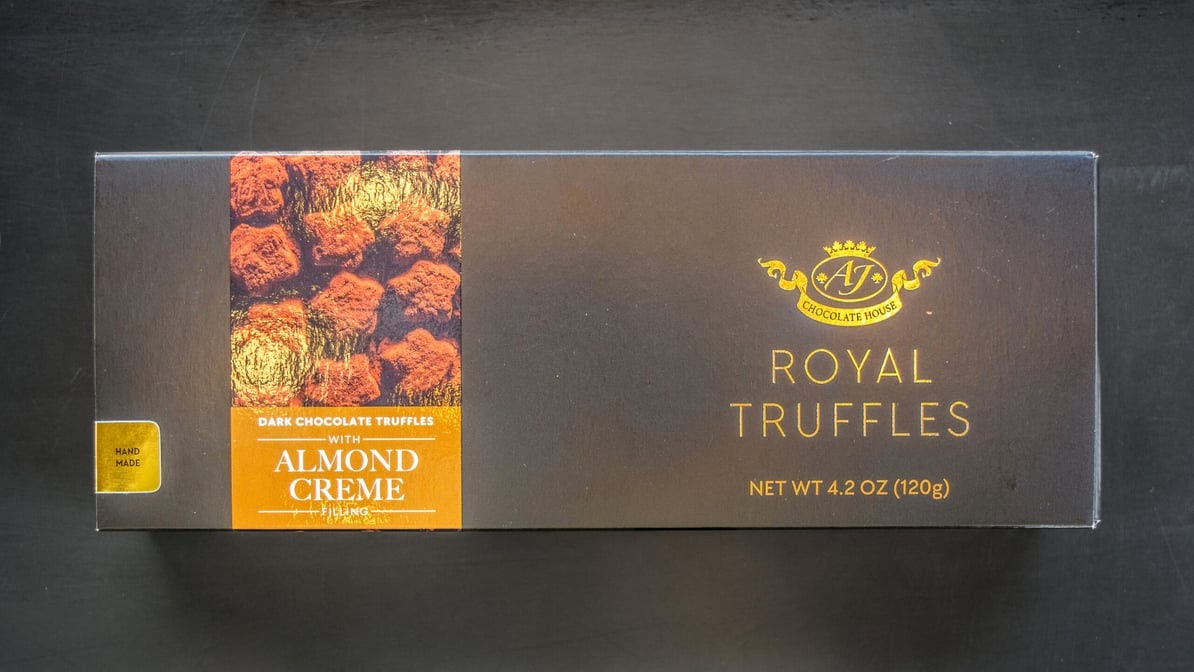 HAND
MADE
DARK CHOCOLATE TRUFFLES
WITH
ALMOND
CREME
FILLING
AJ
CHOCOLATE HOUSE
ROYAL
TRUFFLES
NET WT 4.2 OZ (120g)